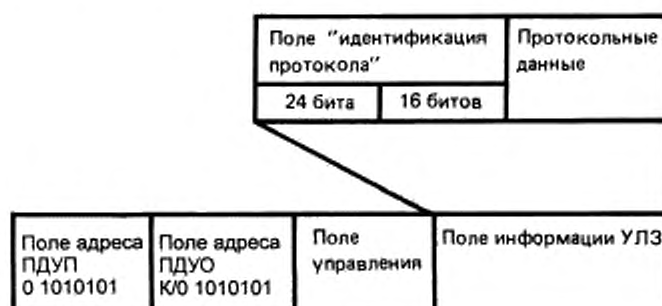 Поле "идентификация
протокола"
Протокольные
данные
24 бита
16 битов
Поле адреса
ПДУП
0 1010101
Поле адреса
ПДУО
К/0 1010101
Поле
управления
Поле информации УЛЗ